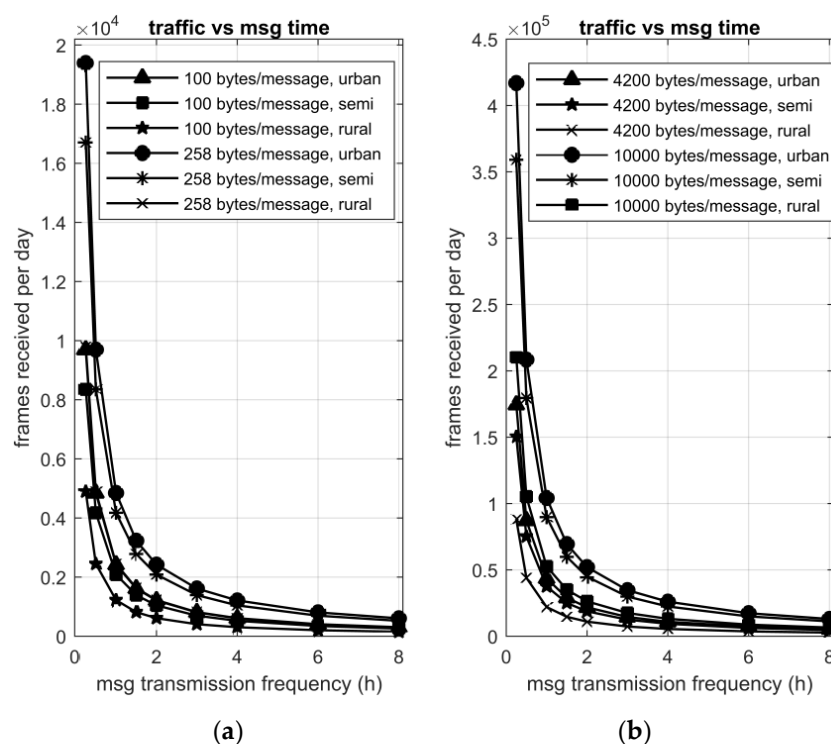 ×10⁴
traffic vs msg time
2
1.8
1.6
1.4
1.2
1
0.8
0.6
0.4
0.2
0
frames received per day
100 bytes/message, urban
100 bytes/message, semi
100 bytes/message, rural
258 bytes/message, urban
258 bytes/message, semi
258 bytes/message, rural
0 2 4 6 8
msg transmission frequency (h)
(a)
×10⁵
traffic vs msg time
4.5
4
3.5
3
2.5
2
1.5
1
0.5
0
frames received per day
4200 bytes/message, urban
4200 bytes/message, semi
4200 bytes/message, rural
10000 bytes/message, urban
10000 bytes/message, semi
10000 bytes/message, rural
0 2 4 6 8
msg transmission frequency (h)
(b)